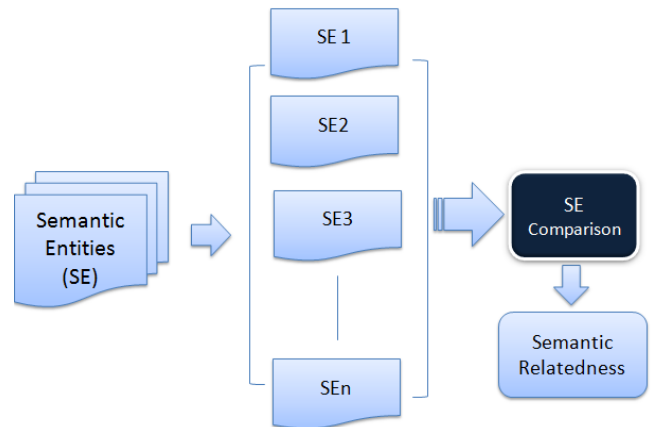 Semantic
Entities
(SE)
SE 1
SE2
SE3
SEn
SE
Comparison
Semantic
Relatedness